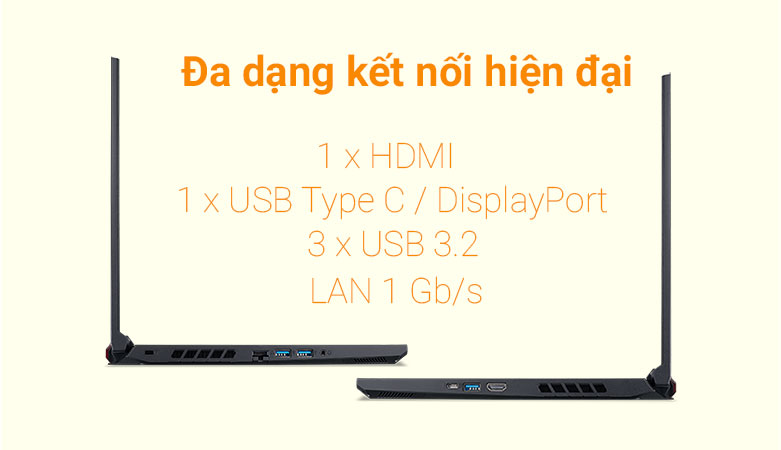 Đa dạng kết nối hiện đại
1 x HDMI
1 x USB Type C / DisplayPort
3 x USB 3.2
LAN 1 Gb/s